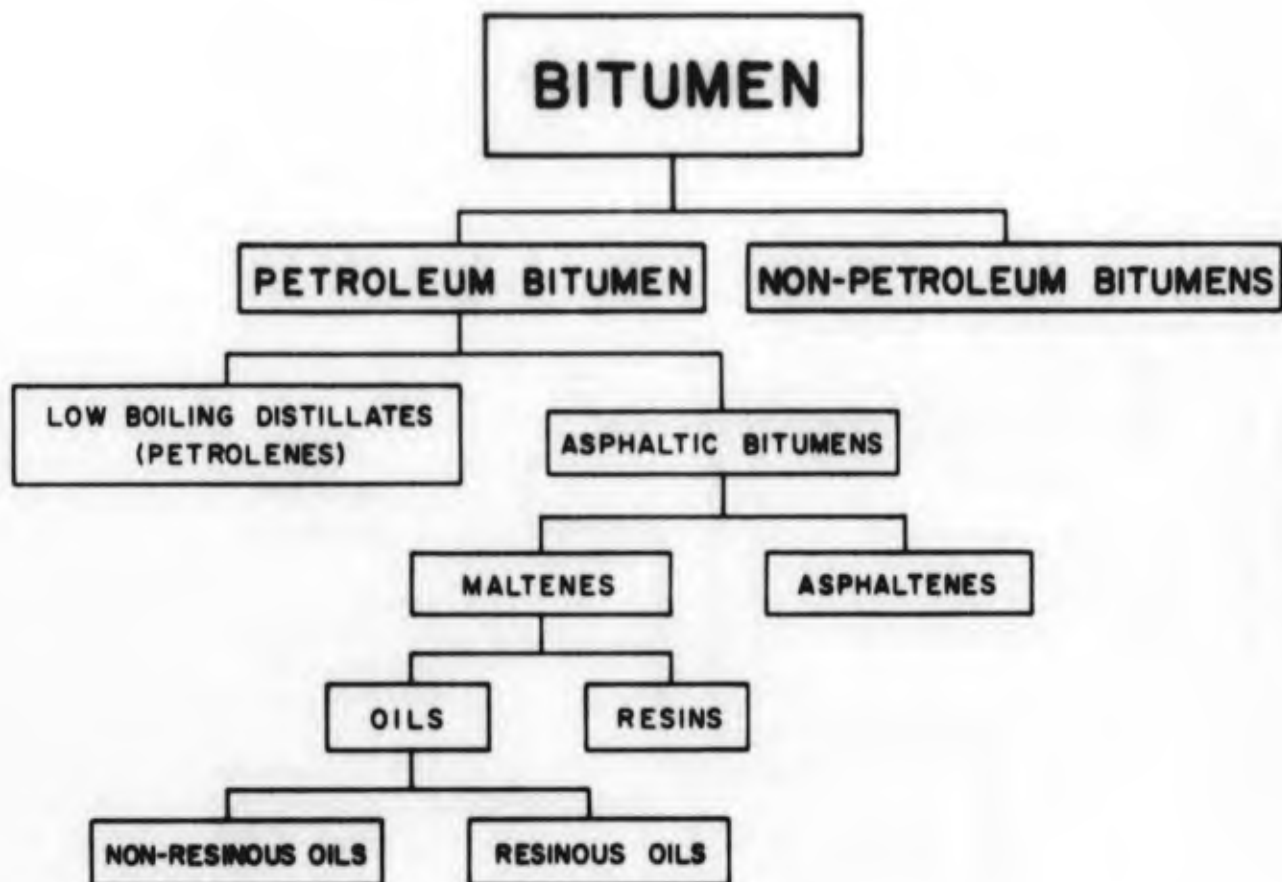 BITUMEN
PETROLEUM BITUMEN
NON-PETROLEUM BITUMENS
LOW BOILING DISTILLATES
(PETROLENES)
ASPHALTIC BITUMENS
MALTENES
ASPHALTENES
OILS
RESINS
NON-RESINOUS OILS
RESINOUS OILS